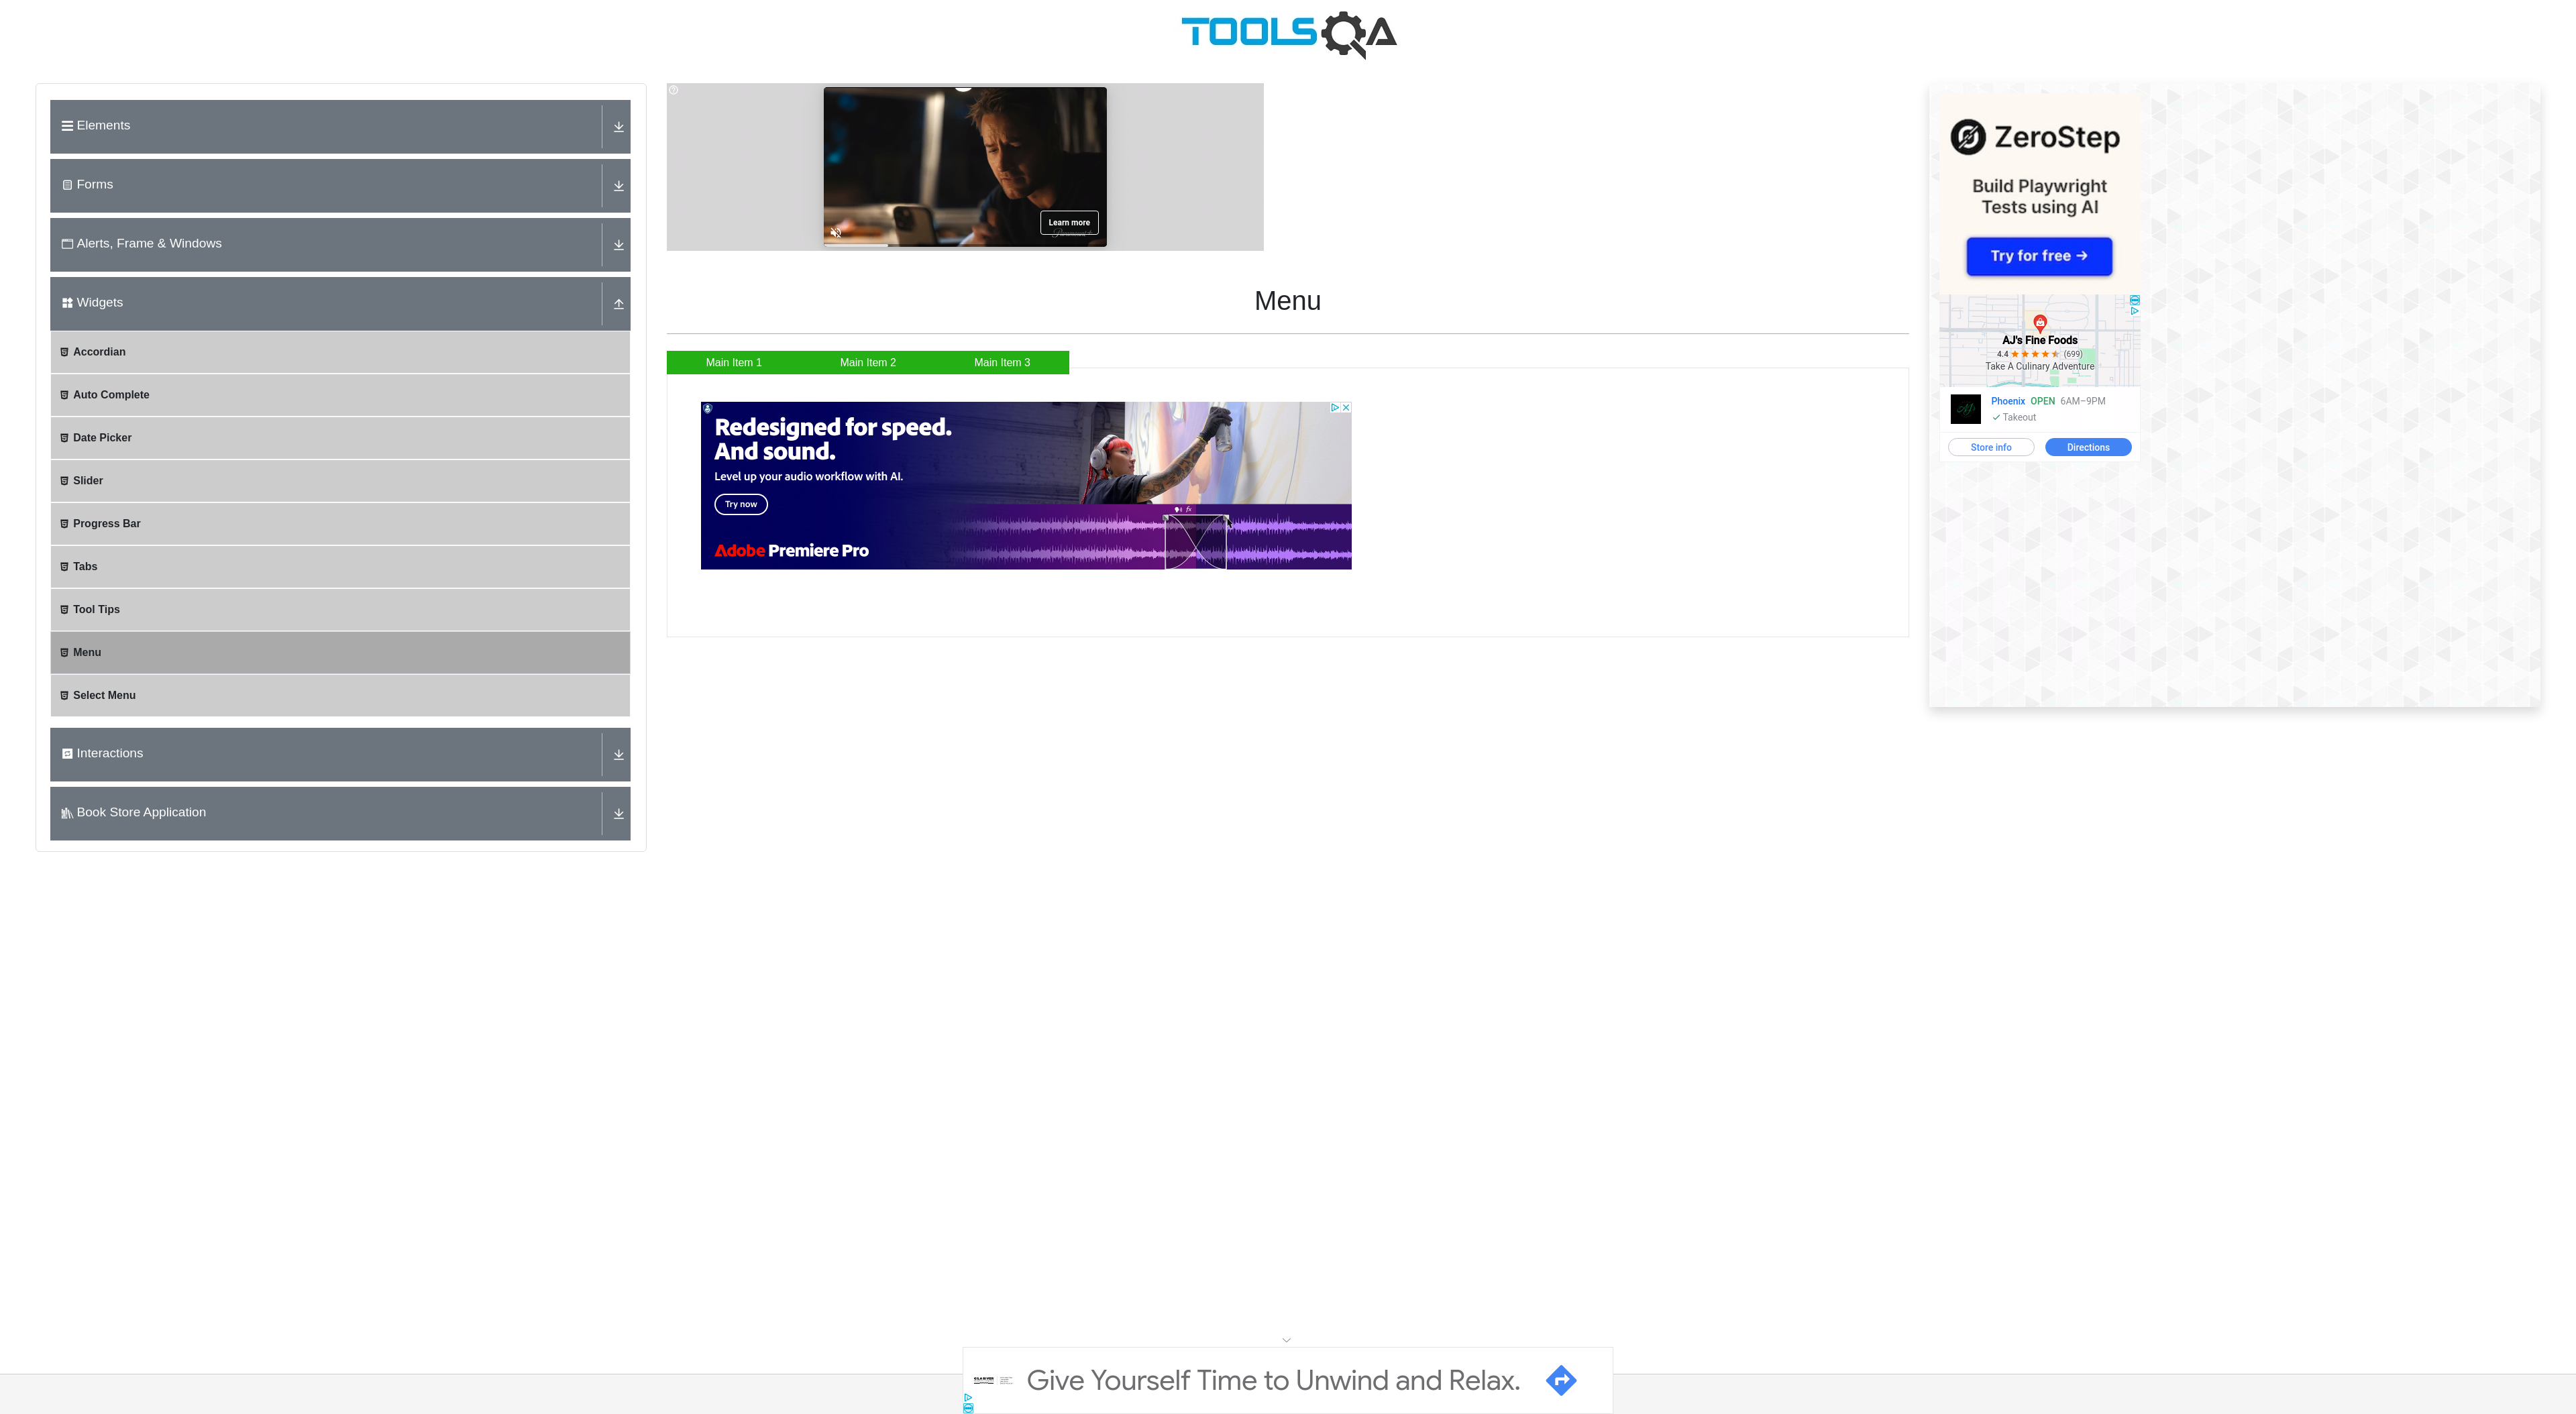 TOOLSQA
Elements
Forms
Alerts, Frame & Windows
Widgets
Accordian
Auto Complete
Date Picker
Slider
Progress Bar
Tabs
Tool Tips
Menu
Select Menu
Interactions
Book Store Application
Learn more
Paramount+
Menu
Main Item 1
Main Item 2
Main Item 3
Redesigned for speed.
And sound.
Level up your audio workflow with AI.
Try now
fx
Adobe Premiere Pro
ZeroStep
Build Playwright
Tests using AI
Try for free →
AJ's Fine Foods
4.4 ★★★★★ (699)
Take A Culinary Adventure
Phoenix OPEN 6AM–9PM
✓ Takeout
Store info
Directions
Give Yourself Time to Unwind and Relax.